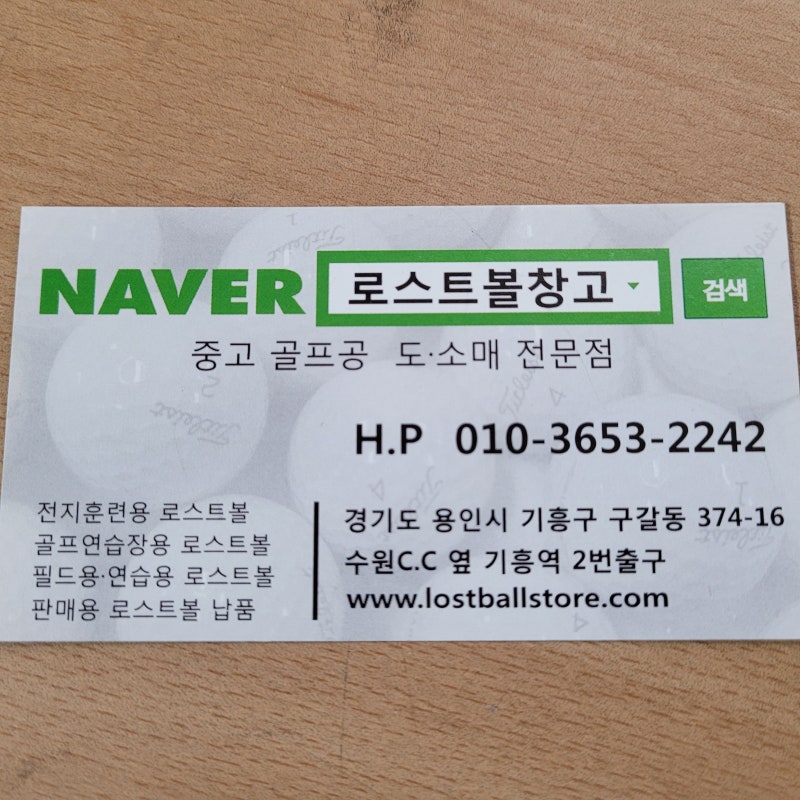 NAVER 로스트볼창고 검색
중고 골프공 도·소매 전문점
H.P 010-3653-2242
전지훈련용 로스트볼
골프연습장용 로스트볼
필드용·연습용 로스트볼
판매용 로스트볼 납품
경기도 용인시 기흥구 구갈동 374-16
수원C.C 옆 기흥역 2번출구
www.lostballstore.com
Titleist
Titleist
Titleist